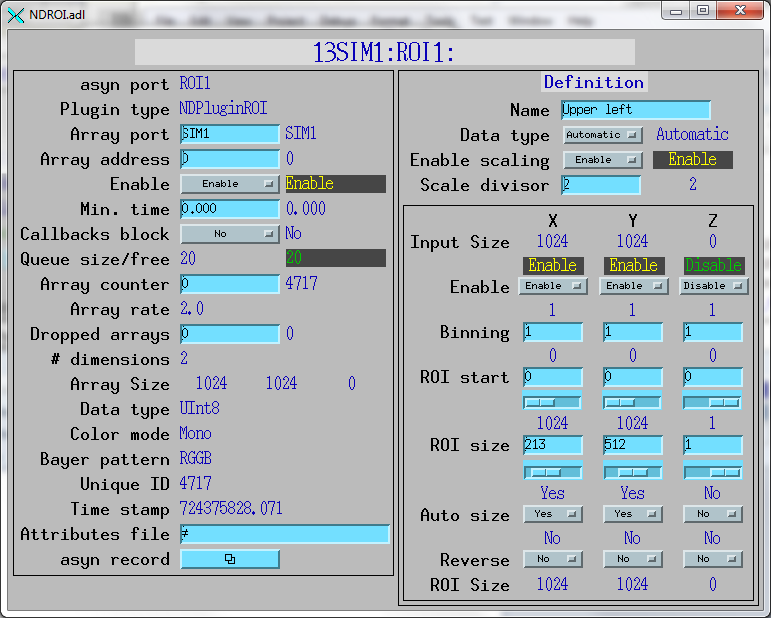 NDROI.adl
13SIM1:ROI1:
asyn port ROI1
Plugin type NDPluginROI
Array port SIM1 SIM1
Array address 0 0
Enable Enable Enable
Min. time 0.000 0.000
Callbacks block No No
Queue size/free 20 20
Array counter 0 4717
Array rate 2.0
Dropped arrays 0 0
# dimensions 2
Array Size 1024 1024 0
Data type UInt8
Color mode Mono
Bayer pattern RGGB
Unique ID 4717
Time stamp 724375828.071
Attributes file #
asyn record
Definition
Name Upper left
Data type Automatic Automatic
Enable scaling Enable Enable
Scale divisor 2 2
X Y Z
Input Size 1024 1024 0
Enable Enable Disable
Enable Enable Enable Disable
1 1 1
Binning 1 1 1
0 0 0
ROI start 0 0 0
1024 1024 1
ROI size 213 512 1
Yes Yes No
Auto size Yes Yes No
No No No
Reverse No No No
ROI Size 1024 1024 0